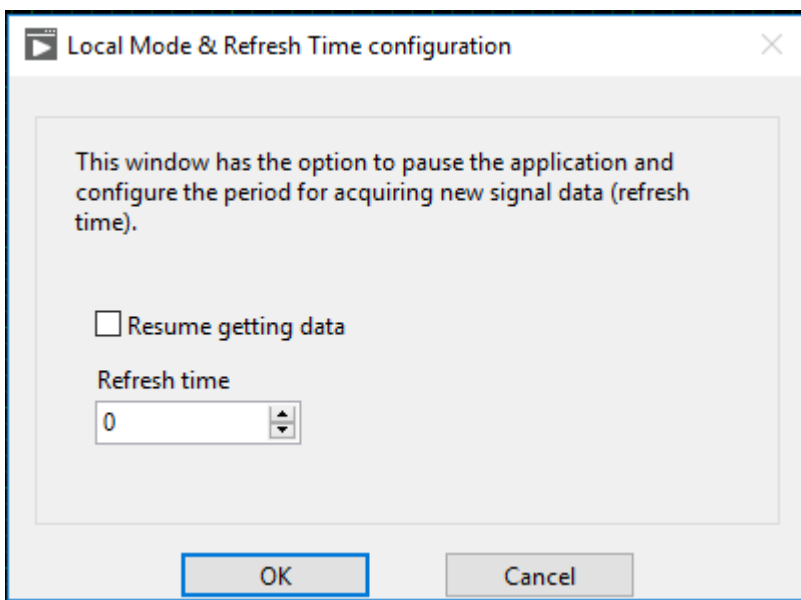 Local Mode & Refresh Time configuration
This window has the option to pause the application and
configure the period for acquiring new signal data (refresh
time).
Resume getting data
Refresh time
0
OK
Cancel